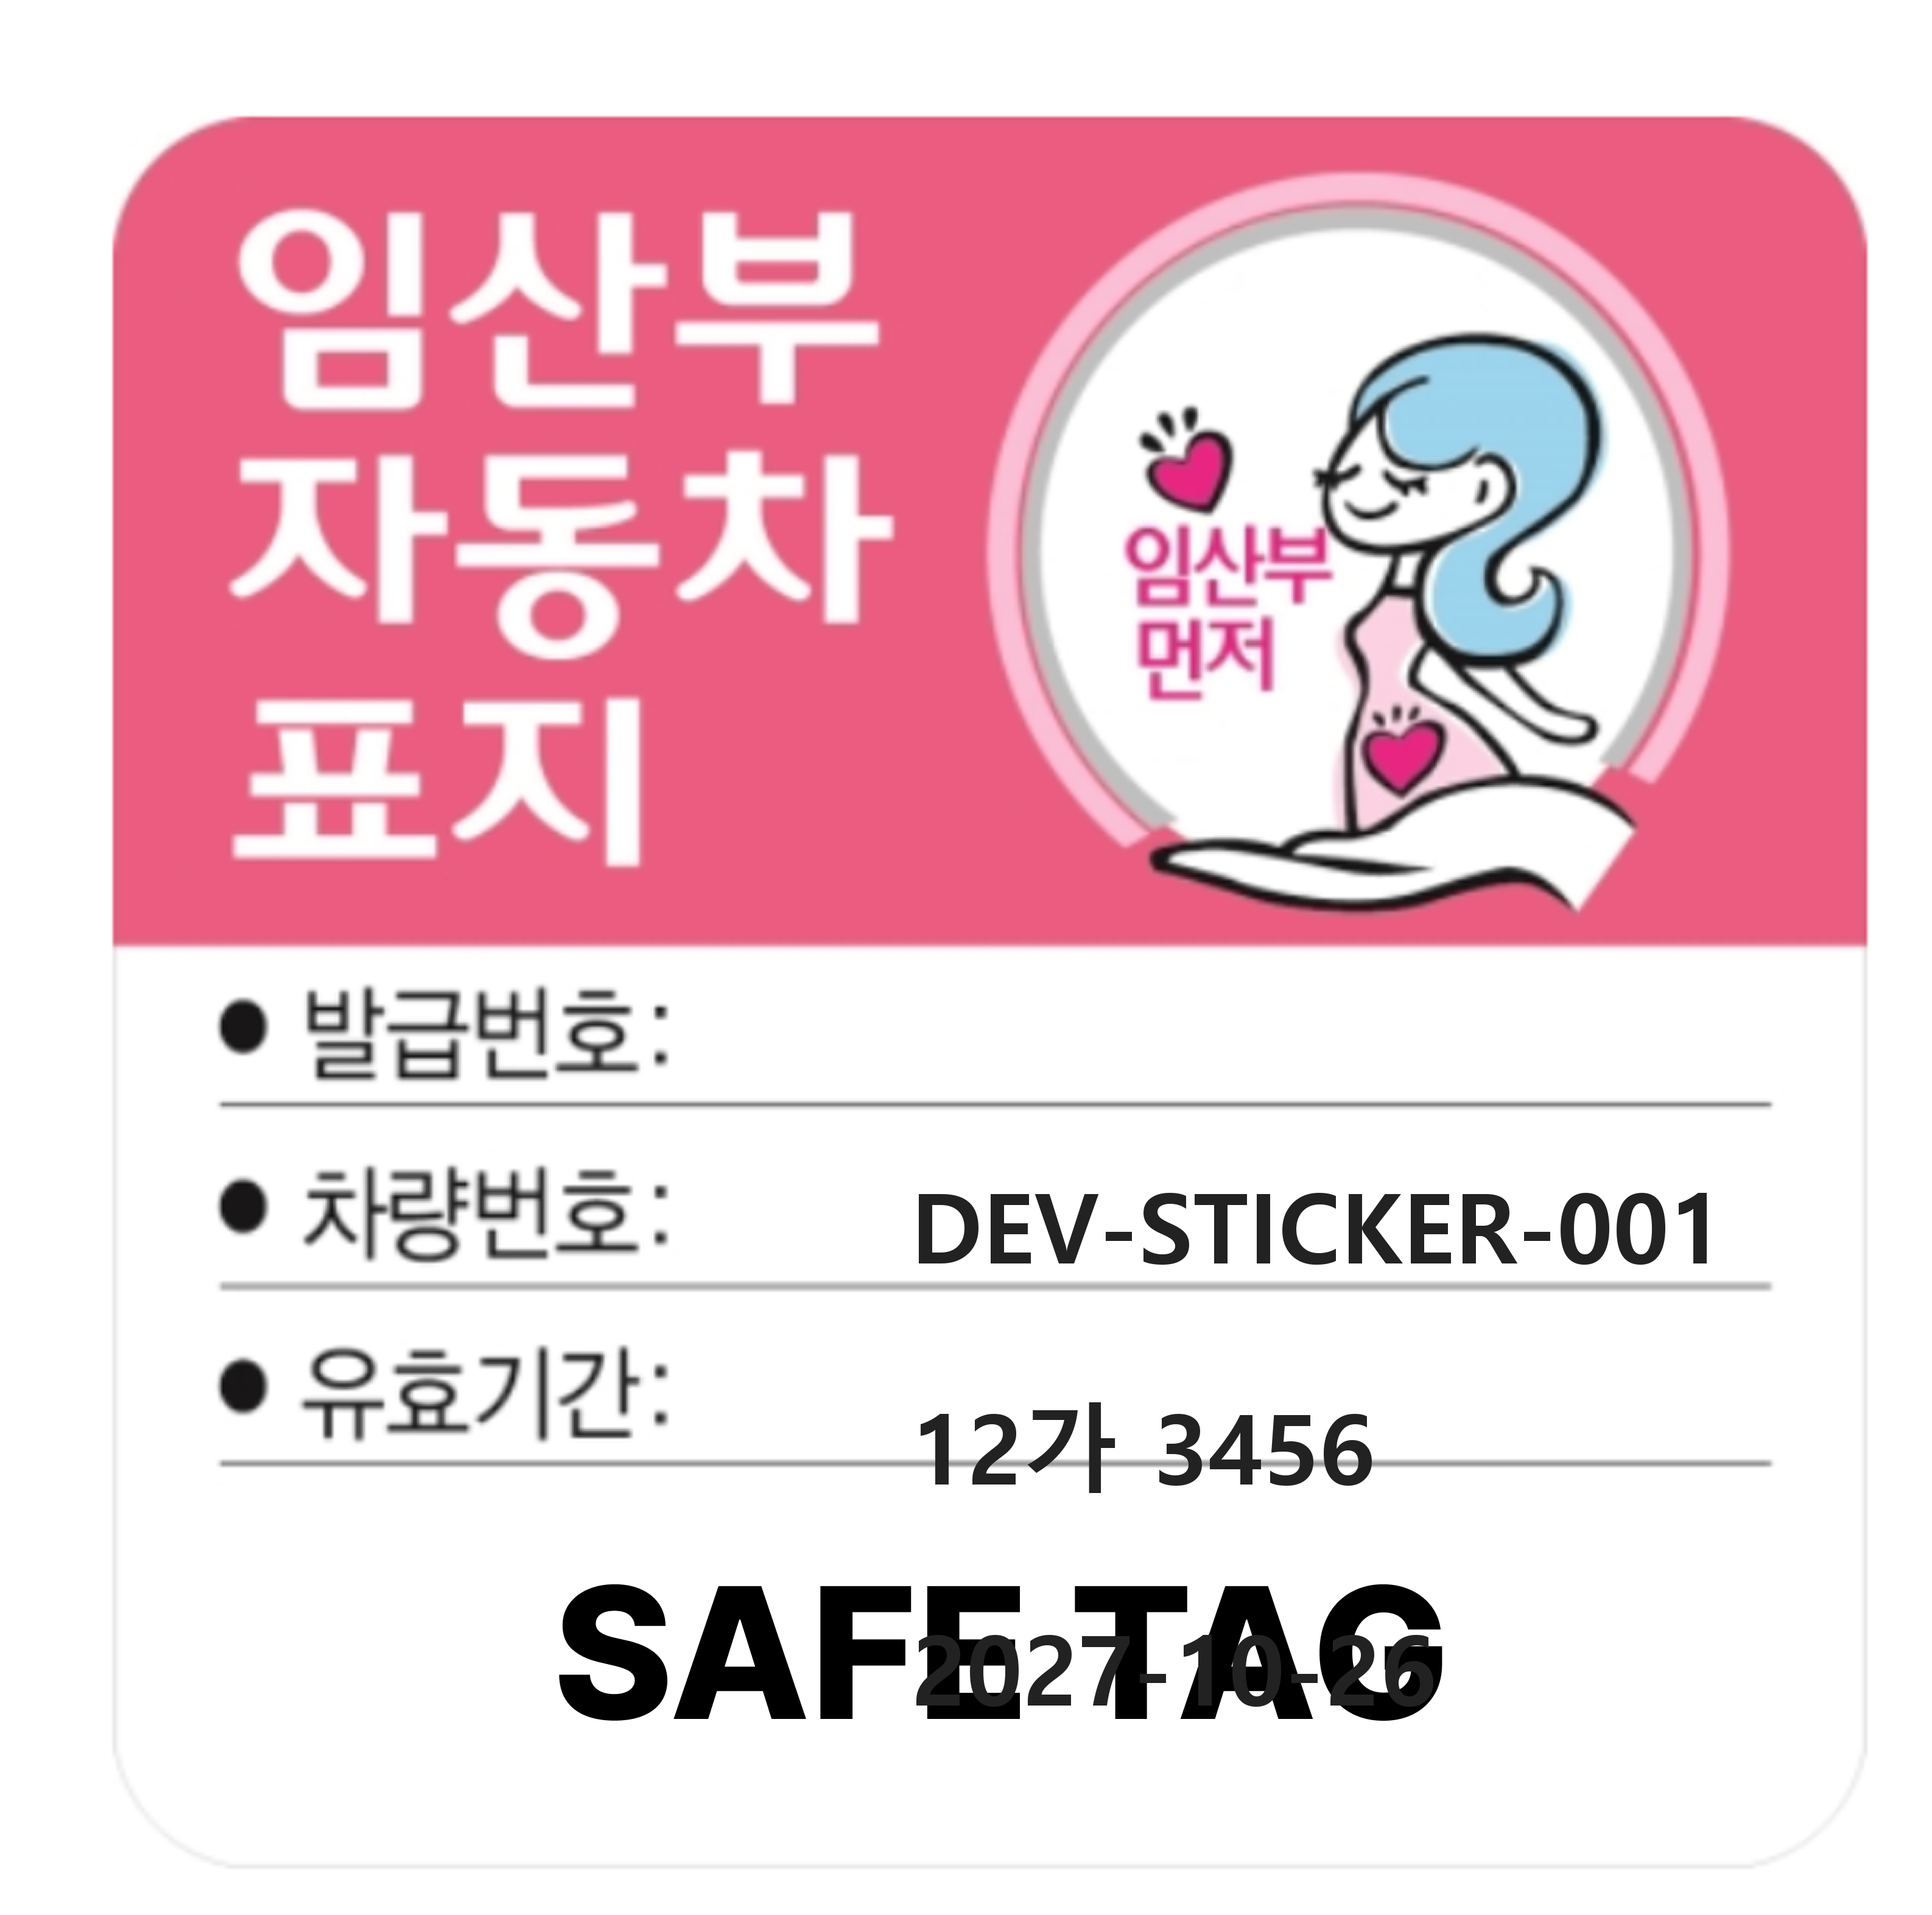 임산부
자동차
표지
임산부
먼저
발급번호:
차량번호: DEV-STICKER-001
유효기간:
12가 3456
SAFE TAG
2027-10-26